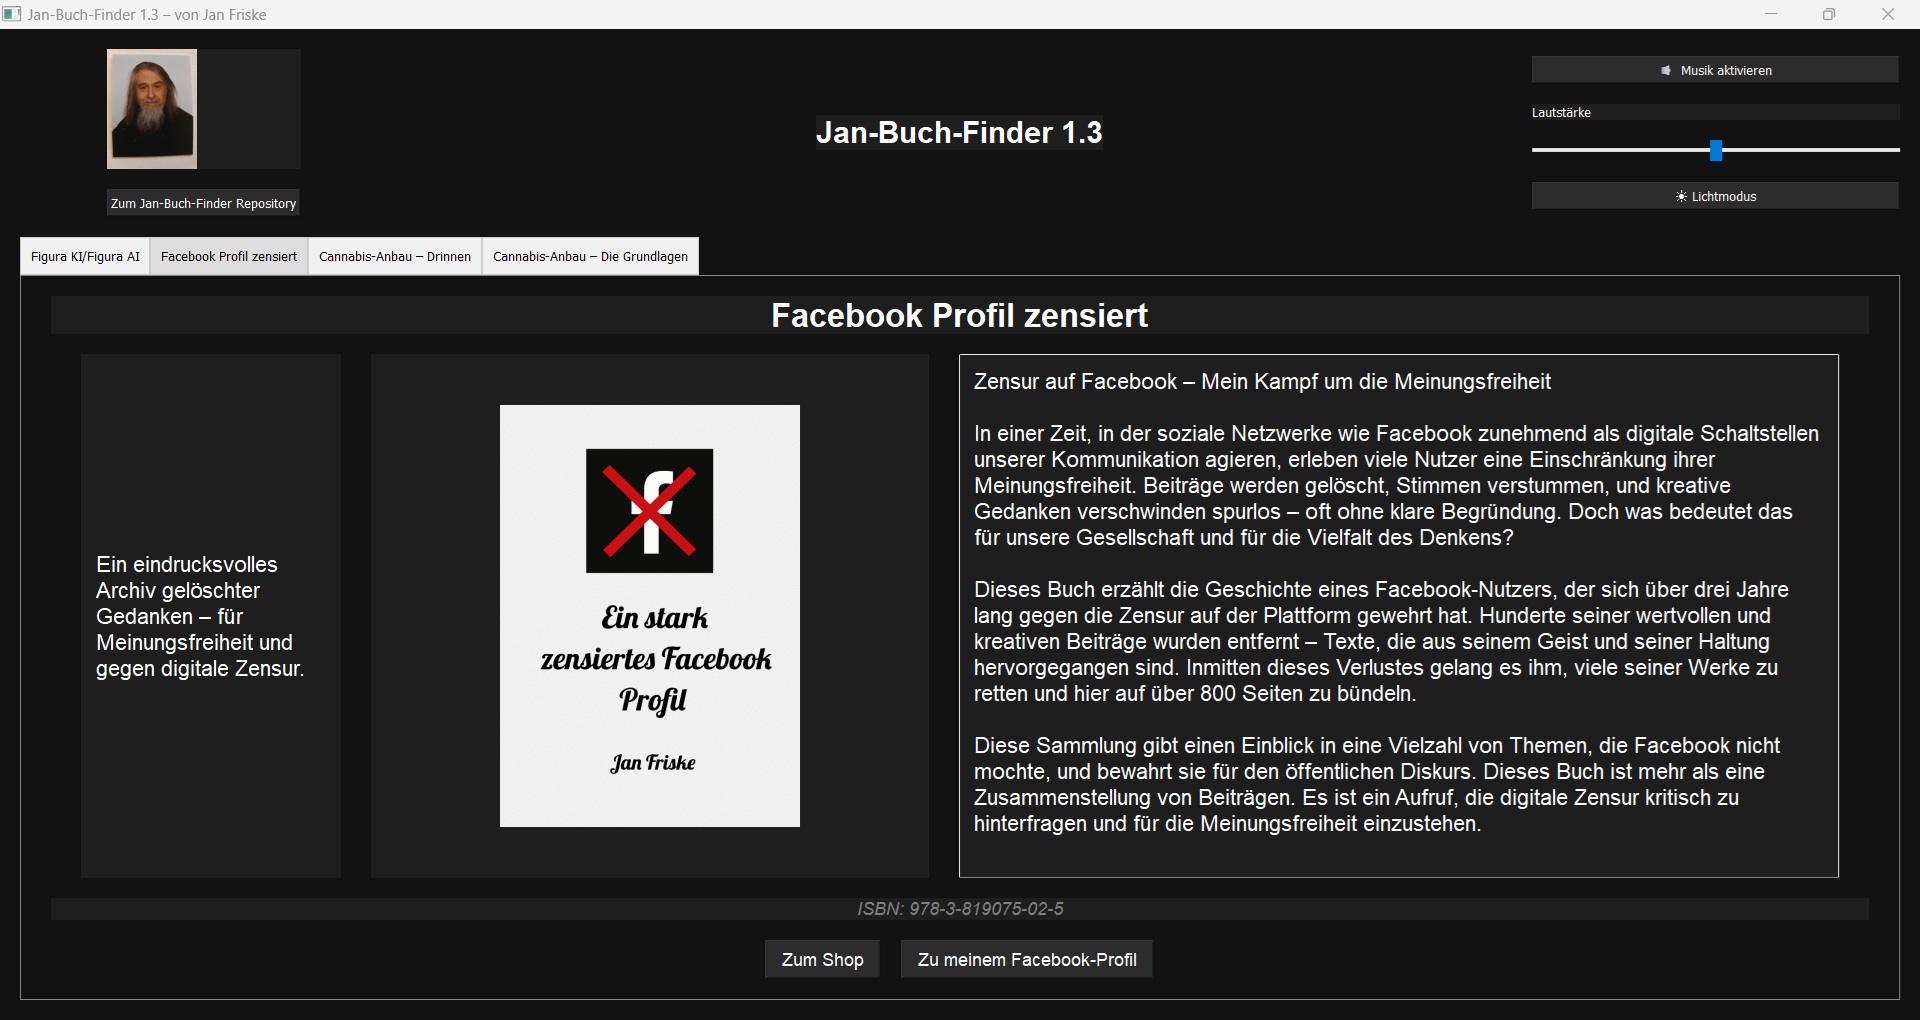 Jan-Buch-Finder 1.3 – von Jan Friske
Musik aktivieren
Lautstärke
Jan-Buch-Finder 1.3
Zum Jan-Buch-Finder Repository
Lichtmodus
Figura KI/Figura AI
Facebook Profil zensiert
Cannabis-Anbau – Drinnen
Cannabis-Anbau – Die Grundlagen
Facebook Profil zensiert
Ein eindrucksvolles
Archiv gelöschter
Gedanken – für
Meinungsfreiheit und
gegen digitale Zensur.
f
Ein stark
zensiertes Facebook
Profil
Jan Friske
Zensur auf Facebook – Mein Kampf um die Meinungsfreiheit
In einer Zeit, in der soziale Netzwerke wie Facebook zunehmend als digitale Schaltstellen
unserer Kommunikation agieren, erleben viele Nutzer eine Einschränkung ihrer
Meinungsfreiheit. Beiträge werden gelöscht, Stimmen verstummen, und kreative
Gedanken verschwinden spurlos – oft ohne klare Begründung. Doch was bedeutet das
für unsere Gesellschaft und für die Vielfalt des Denkens?
Dieses Buch erzählt die Geschichte eines Facebook-Nutzers, der sich über drei Jahre
lang gegen die Zensur auf der Plattform gewehrt hat. Hunderte seiner wertvollen und
kreativen Beiträge wurden entfernt – Texte, die aus seinem Geist und seiner Haltung
hervorgegangen sind. Inmitten dieses Verlustes gelang es ihm, viele seiner Werke zu
retten und hier auf über 800 Seiten zu bündeln.
Diese Sammlung gibt einen Einblick in eine Vielzahl von Themen, die Facebook nicht
mochte, und bewahrt sie für den öffentlichen Diskurs. Dieses Buch ist mehr als eine
Zusammenstellung von Beiträgen. Es ist ein Aufruf, die digitale Zensur kritisch zu
hinterfragen und für die Meinungsfreiheit einzustehen.
ISBN: 978-3-819075-02-5
Zum Shop
Zu meinem Facebook-Profil